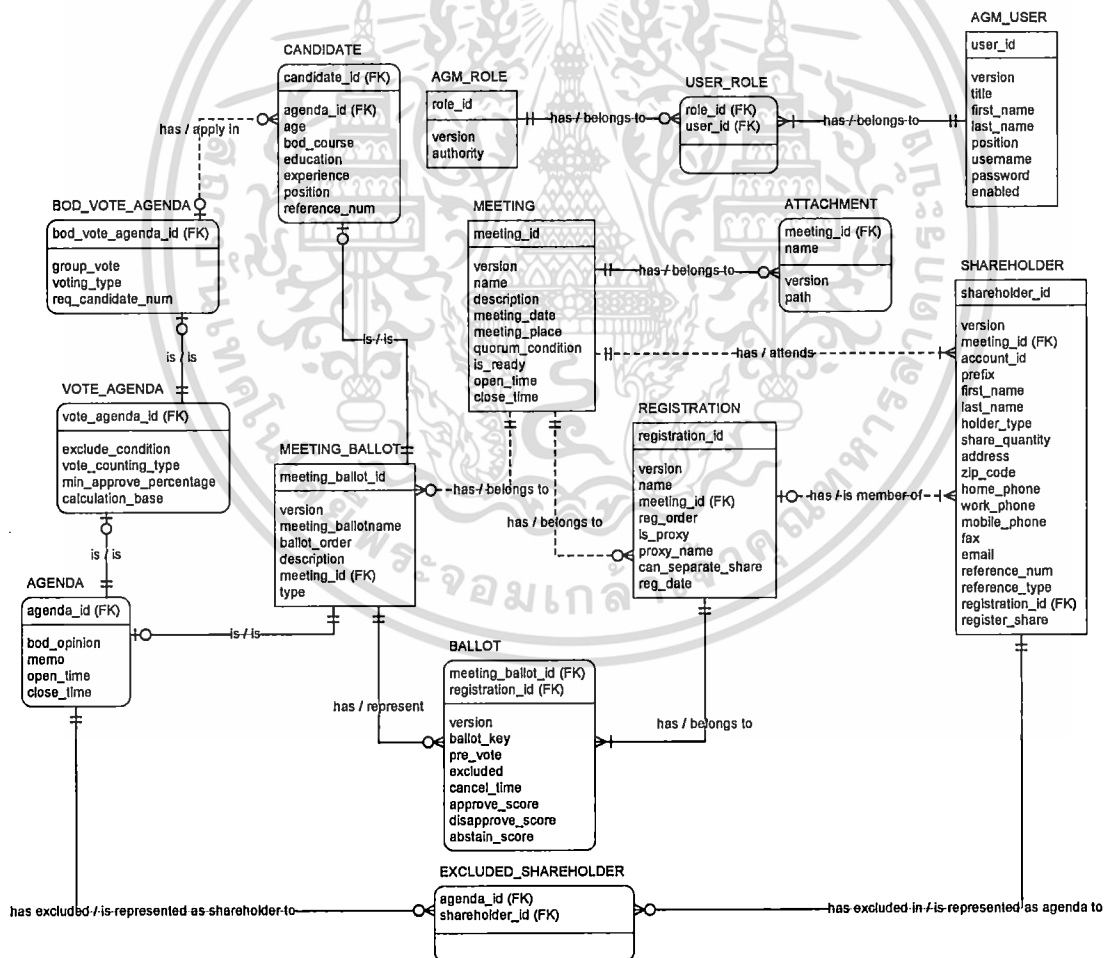 AGM_USER
user_id
version
title
first_name
last_name
position
username
password
enabled
CANDIDATE
candidate_id (FK)
agenda_id (FK)
age
bod_course
education
experience
position
reference_num
AGM_ROLE
role_id
version
authority
has / belongs to
USER_ROLE
role_id (FK)
user_id (FK)
has / belongs to
has / apply in
BOD_VOTE_AGENDA
bod_vote_agenda_id (FK)
group_vote
voting_type
req_candidate_num
MEETING
meeting_id
version
name
description
meeting_date
meeting_place
quorum_condition
is_ready
open_time
close_time
has / belongs to
ATTACHMENT
meeting_id (FK)
name
version
path
SHAREHOLDER
shareholder_id
version
meeting_id (FK)
account_id
prefix
first_name
last_name
holder_type
share_quantity
address
zip_code
home_phone
work_phone
mobile_phone
fax
email
reference_num
reference_type
registration_id (FK)
register_share
is / is
is / is
has / attends
VOTE_AGENDA
vote_agenda_id (FK)
exclude_condition
vote_counting_type
min_approve_percentage
calculation_base
MEETING_BALLOT
meeting_ballot_id
version
meeting_ballotname
ballot_order
description
meeting_id (FK)
type
has / belongs to
has / belongs to
REGISTRATION
registration_id
version
name
meeting_id (FK)
reg_order
is_proxy
proxy_name
can_separate_share
reg_date
has / is member of
is / is
AGENDA
agenda_id (FK)
bod_opinion
memo
open_time
close_time
is / is
has / represent
BALLOT
meeting_ballot_id (FK)
registration_id (FK)
version
ballot_key
pre_vote
excluded
cancel_time
approve_score
disapprove_score
abstain_score
has / belongs to
EXCLUDED_SHAREHOLDER
agenda_id (FK)
shareholder_id (FK)
has excluded / is represented as shareholder to
has excluded in / is represented as agenda to